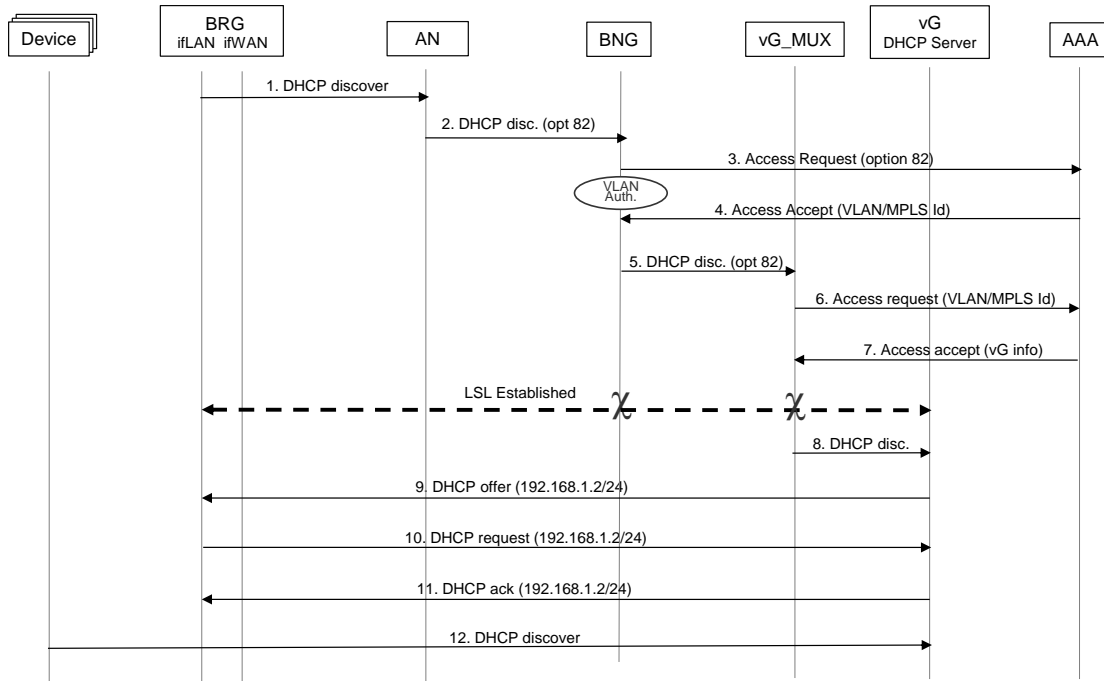 Device
BRG
ifLAN ifWAN
AN
BNG
vG_MUX
vG
DHCP Server
AAA
1. DHCP discover
2. DHCP disc. (opt 82)
3. Access Request (option 82)
VLAN
Auth.
4. Access Accept (VLAN/MPLS Id)
5. DHCP disc. (opt 82)
6. Access request (VLAN/MPLS Id)
7. Access accept (vG info)
LSL Established
χ χ
8. DHCP disc.
9. DHCP offer (192.168.1.2/24)
10. DHCP request (192.168.1.2/24)
11. DHCP ack (192.168.1.2/24)
12. DHCP discover